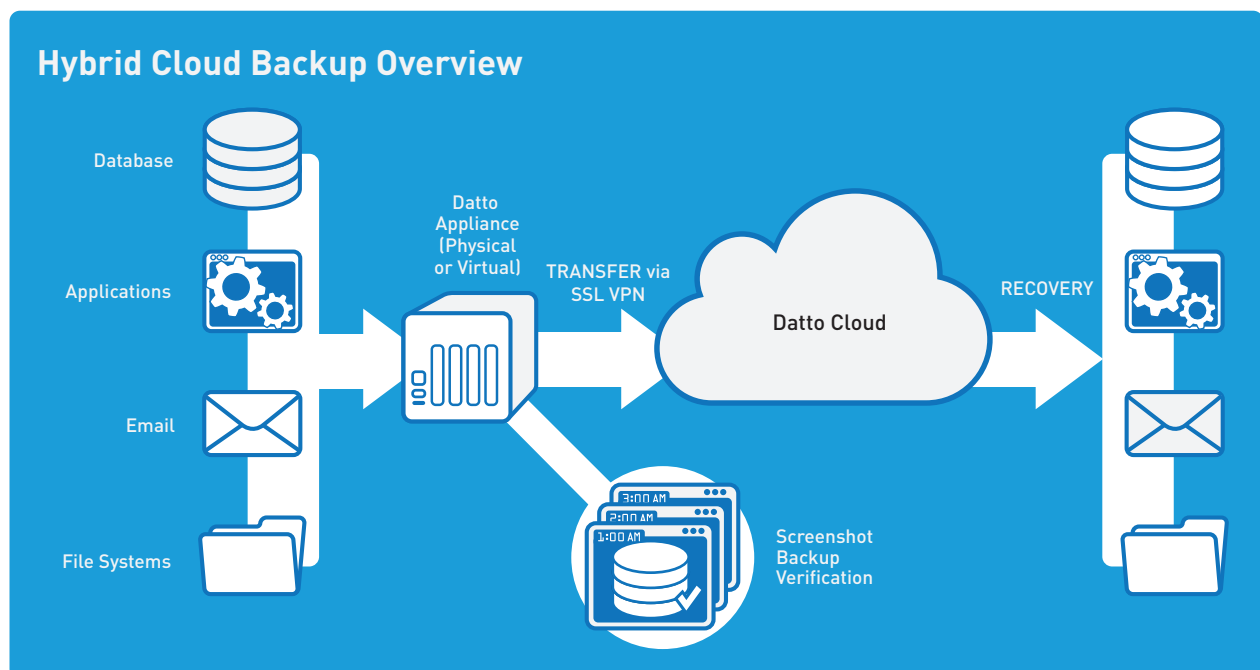 Hybrid Cloud Backup Overview
Database
Applications
Email
File Systems
Datto
Appliance
(Physical
or Virtual)
TRANSFER via
SSL VPN
Datto Cloud
RECOVERY
3:00 AM
2:00 AM
1:00 AM
Screenshot
Backup
Verification